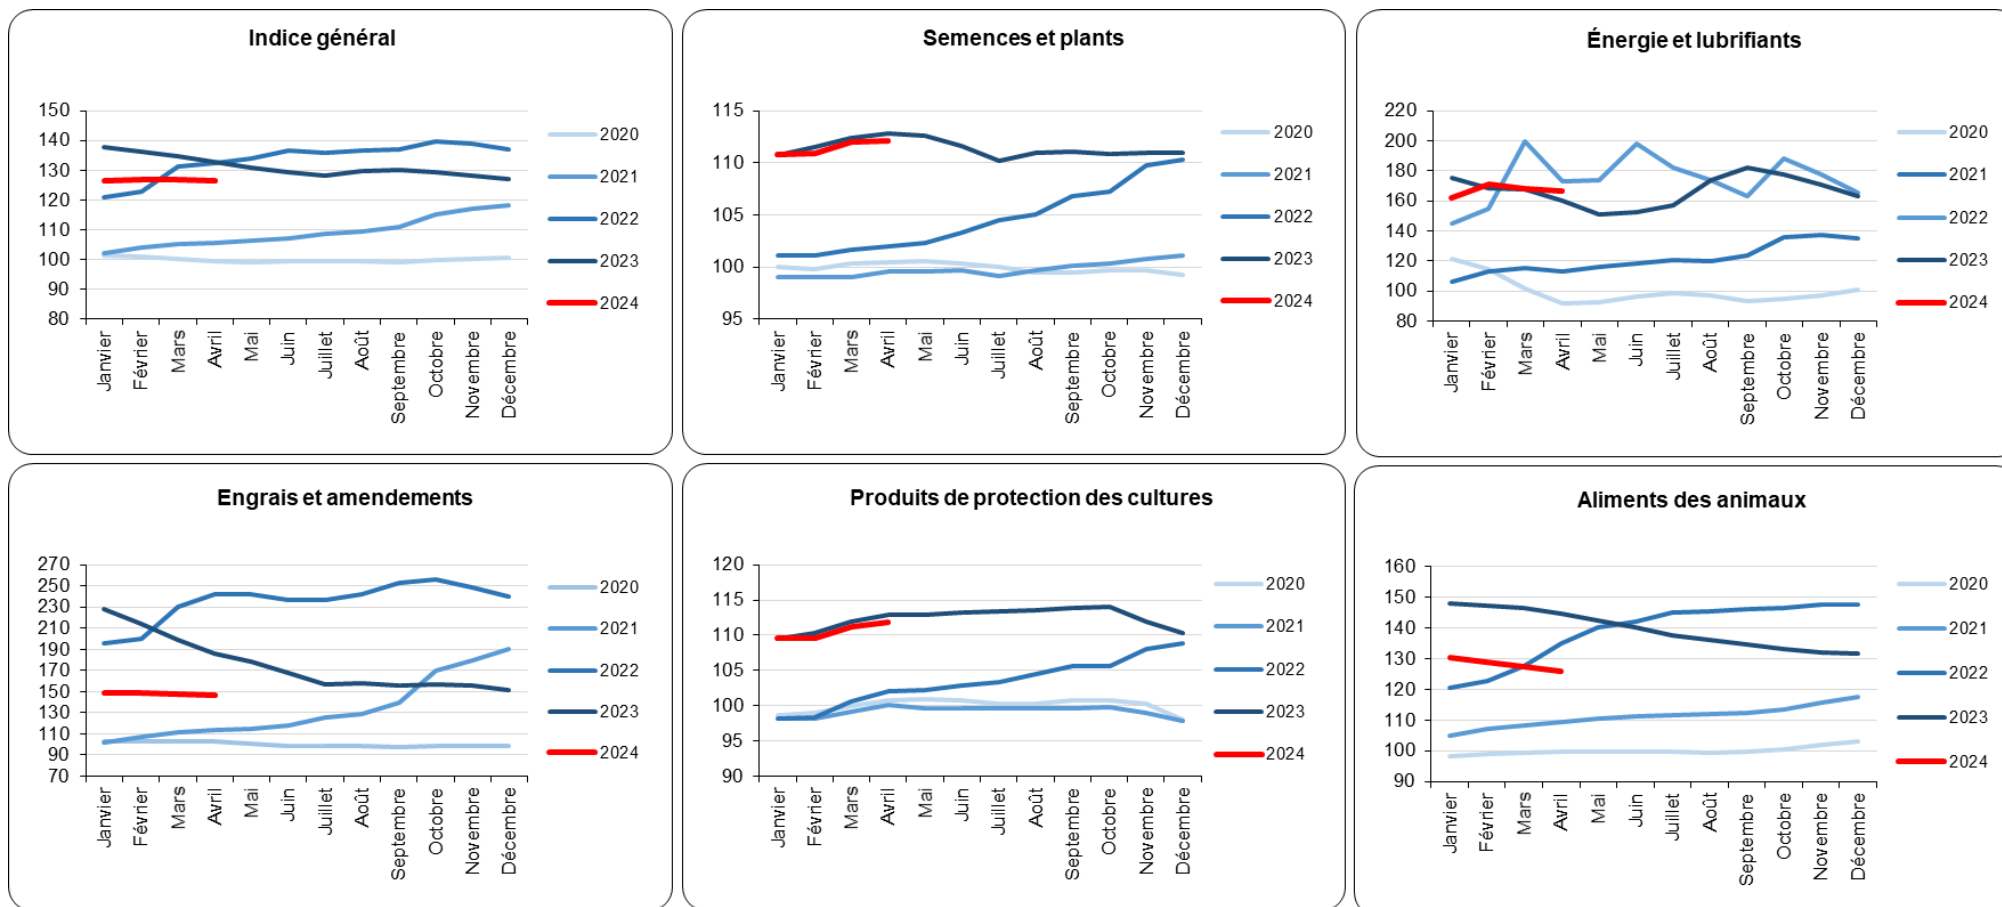 Indice général
150
140
130
120
110
100
90
80
Janvier
Février
Mars
Avril
Mai
Juin
Juillet
Août
Septembre
Octobre
Novembre
Décembre
2020
2021
2022
2023
2024
Semences et plants
115
110
105
100
95
Janvier
Février
Mars
Avril
Mai
Juin
Juillet
Août
Septembre
Octobre
Novembre
Décembre
2020
2021
2022
2023
2024
Énergie et lubrifiants
220
200
180
160
140
120
100
80
Janvier
Février
Mars
Avril
Mai
Juin
Juillet
Août
Septembre
Octobre
Novembre
Décembre
2020
2021
2022
2023
2024
Engrais et amendements
270
250
230
210
190
170
150
130
110
90
70
Janvier
Février
Mars
Avril
Mai
Juin
Juillet
Août
Septembre
Octobre
Novembre
Décembre
2020
2021
2022
2023
2024
Produits de protection des cultures
120
115
110
105
100
95
90
Janvier
Février
Mars
Avril
Mai
Juin
Juillet
Août
Septembre
Octobre
Novembre
Décembre
2020
2021
2022
2023
2024
Aliments des animaux
160
150
140
130
120
110
100
90
Janvier
Février
Mars
Avril
Mai
Juin
Juillet
Août
Septembre
Octobre
Novembre
Décembre
2020
2021
2022
2023
2024